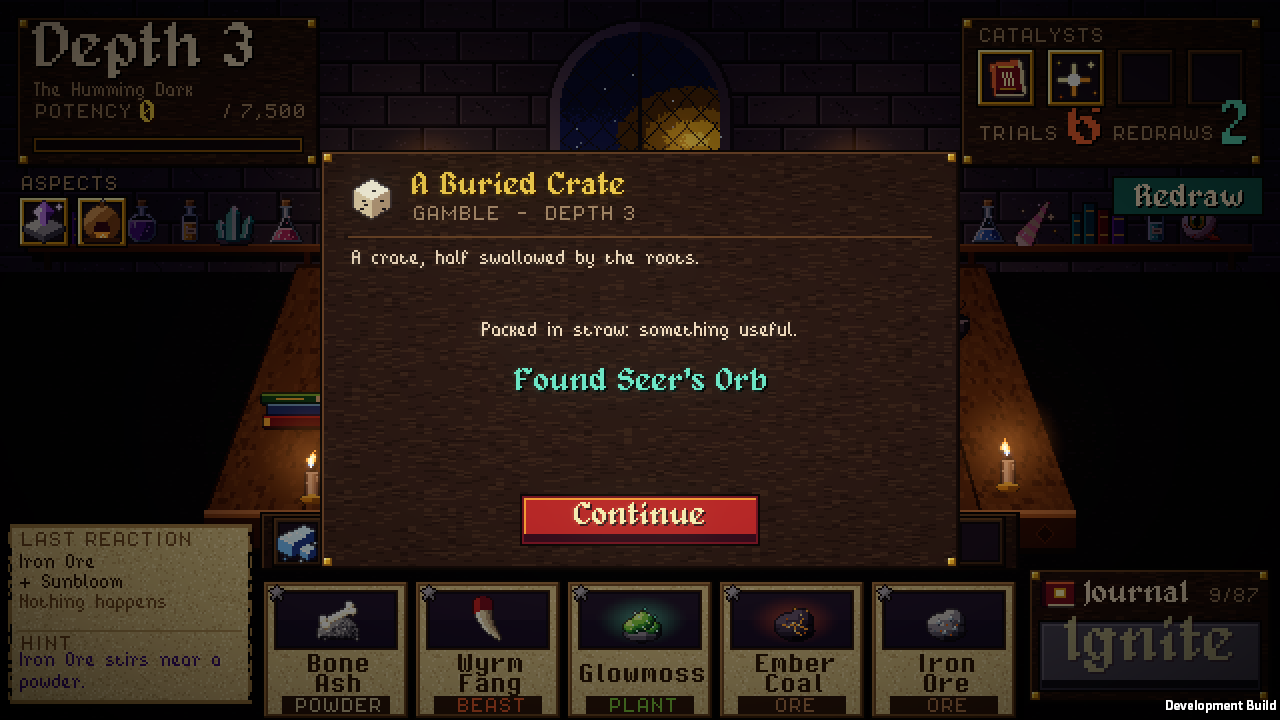 Depth 3
The Humming Dark
POTENCY 0 / 7,500
ASPECTS
CATALYSTS
TRIALS 6 REDRAWS 2
Redraw
A Buried Crate
GAMBLE - DEPTH 3
A crate, half swallowed by the roots.
Packed in straw: something useful.
Found Seer's Orb
Continue
LAST REACTION
Iron Ore
+ Sunbloom
Nothing happens
HINT
Iron Ore stirs near a
powder.
Bone
Ash
POWDER
Wyrm
Fang
BEAST
Glowmoss
PLANT
Ember
Coal
ORE
Iron
Ore
ORE
Journal 9/87
Ignite
Development Build